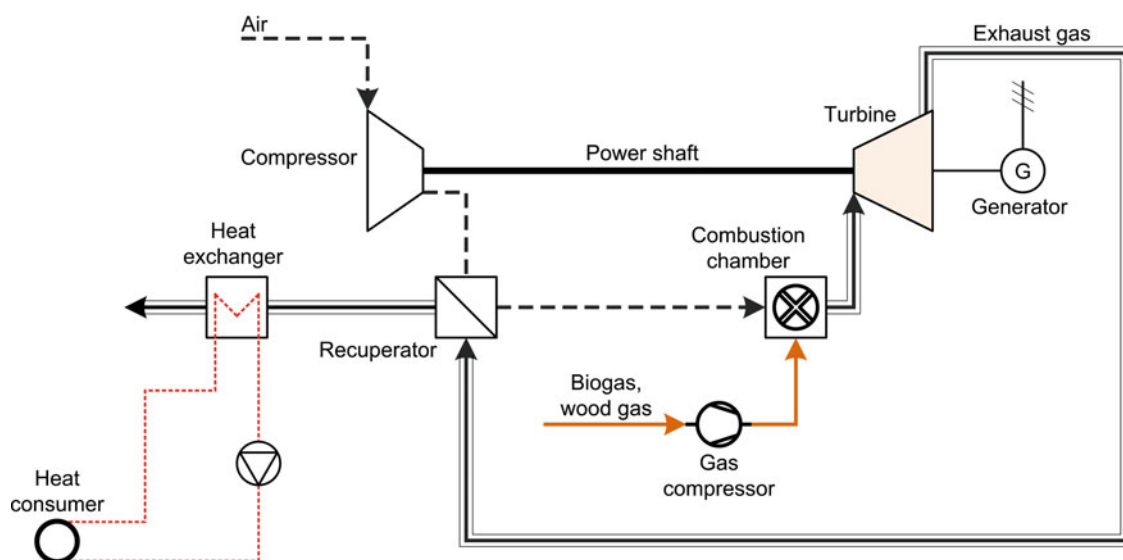 Air
Exhaust gas
Turbine
Compressor
Power shaft
G
Generator
Heat
exchanger
Combustion
chamber
Recuperator
Biogas,
wood gas
Gas
compressor
Heat
consumer